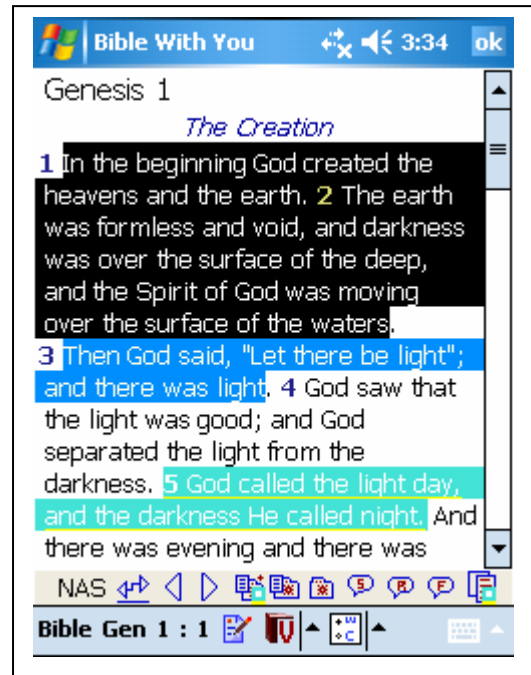 Bible With You 3:34 ok
Genesis 1
The Creation
1 In the beginning God created the
heavens and the earth. 2 The earth
was formless and void, and darkness
was over the surface of the deep,
and the Spirit of God was moving
over the surface of the waters.
3 Then God said, "Let there be light";
and there was light. 4 God saw that
the light was good; and God
separated the light from the
darkness. 5 God called the light day,
and the darkness He called night. And
there was evening and there was
NAS S R F
Bible Gen 1 : 1